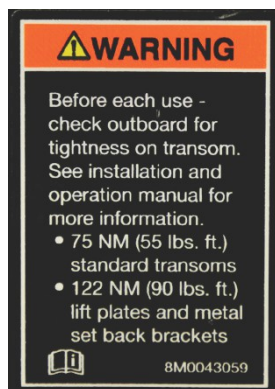 WARNING
Before each use -
check outboard for
tightness on transom.
See installation and
operation manual for
more information.
• 75 NM (55 lbs. ft.)
standard transoms
• 122 NM (90 lbs. ft.)
lift plates and metal
set back brackets
8M0043059